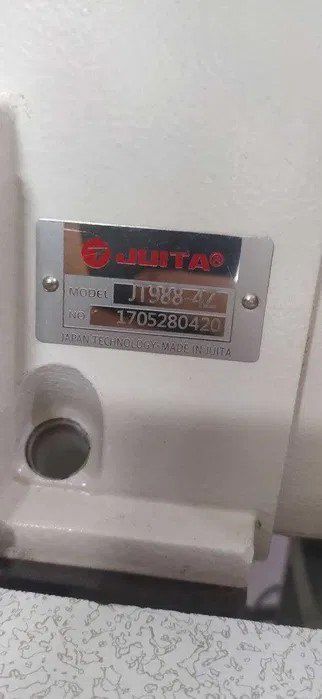 JUITA®
MODEL JT988-4Z
NO 1705280420
JAPAN TECHNOLOGY·MADE IN JUITA